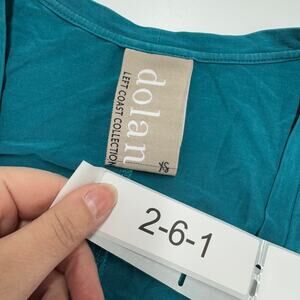 dolan
LEFT COAST COLLECTION
XS
2-6-1